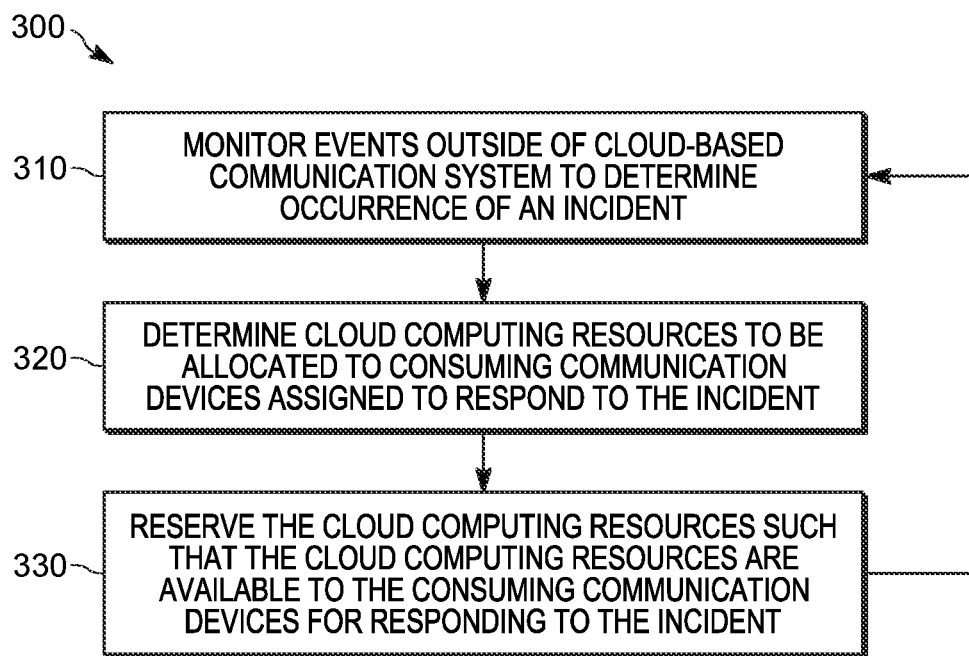 300
310
MONITOR EVENTS OUTSIDE OF CLOUD-BASED
COMMUNICATION SYSTEM TO DETERMINE
OCCURRENCE OF AN INCIDENT
320
DETERMINE CLOUD COMPUTING RESOURCES TO BE
ALLOCATED TO CONSUMING COMMUNICATION
DEVICES ASSIGNED TO RESPOND TO THE INCIDENT
330
RESERVE THE CLOUD COMPUTING RESOURCES SUCH
THAT THE CLOUD COMPUTING RESOURCES ARE
AVAILABLE TO THE CONSUMING COMMUNICATION
DEVICES FOR RESPONDING TO THE INCIDENT